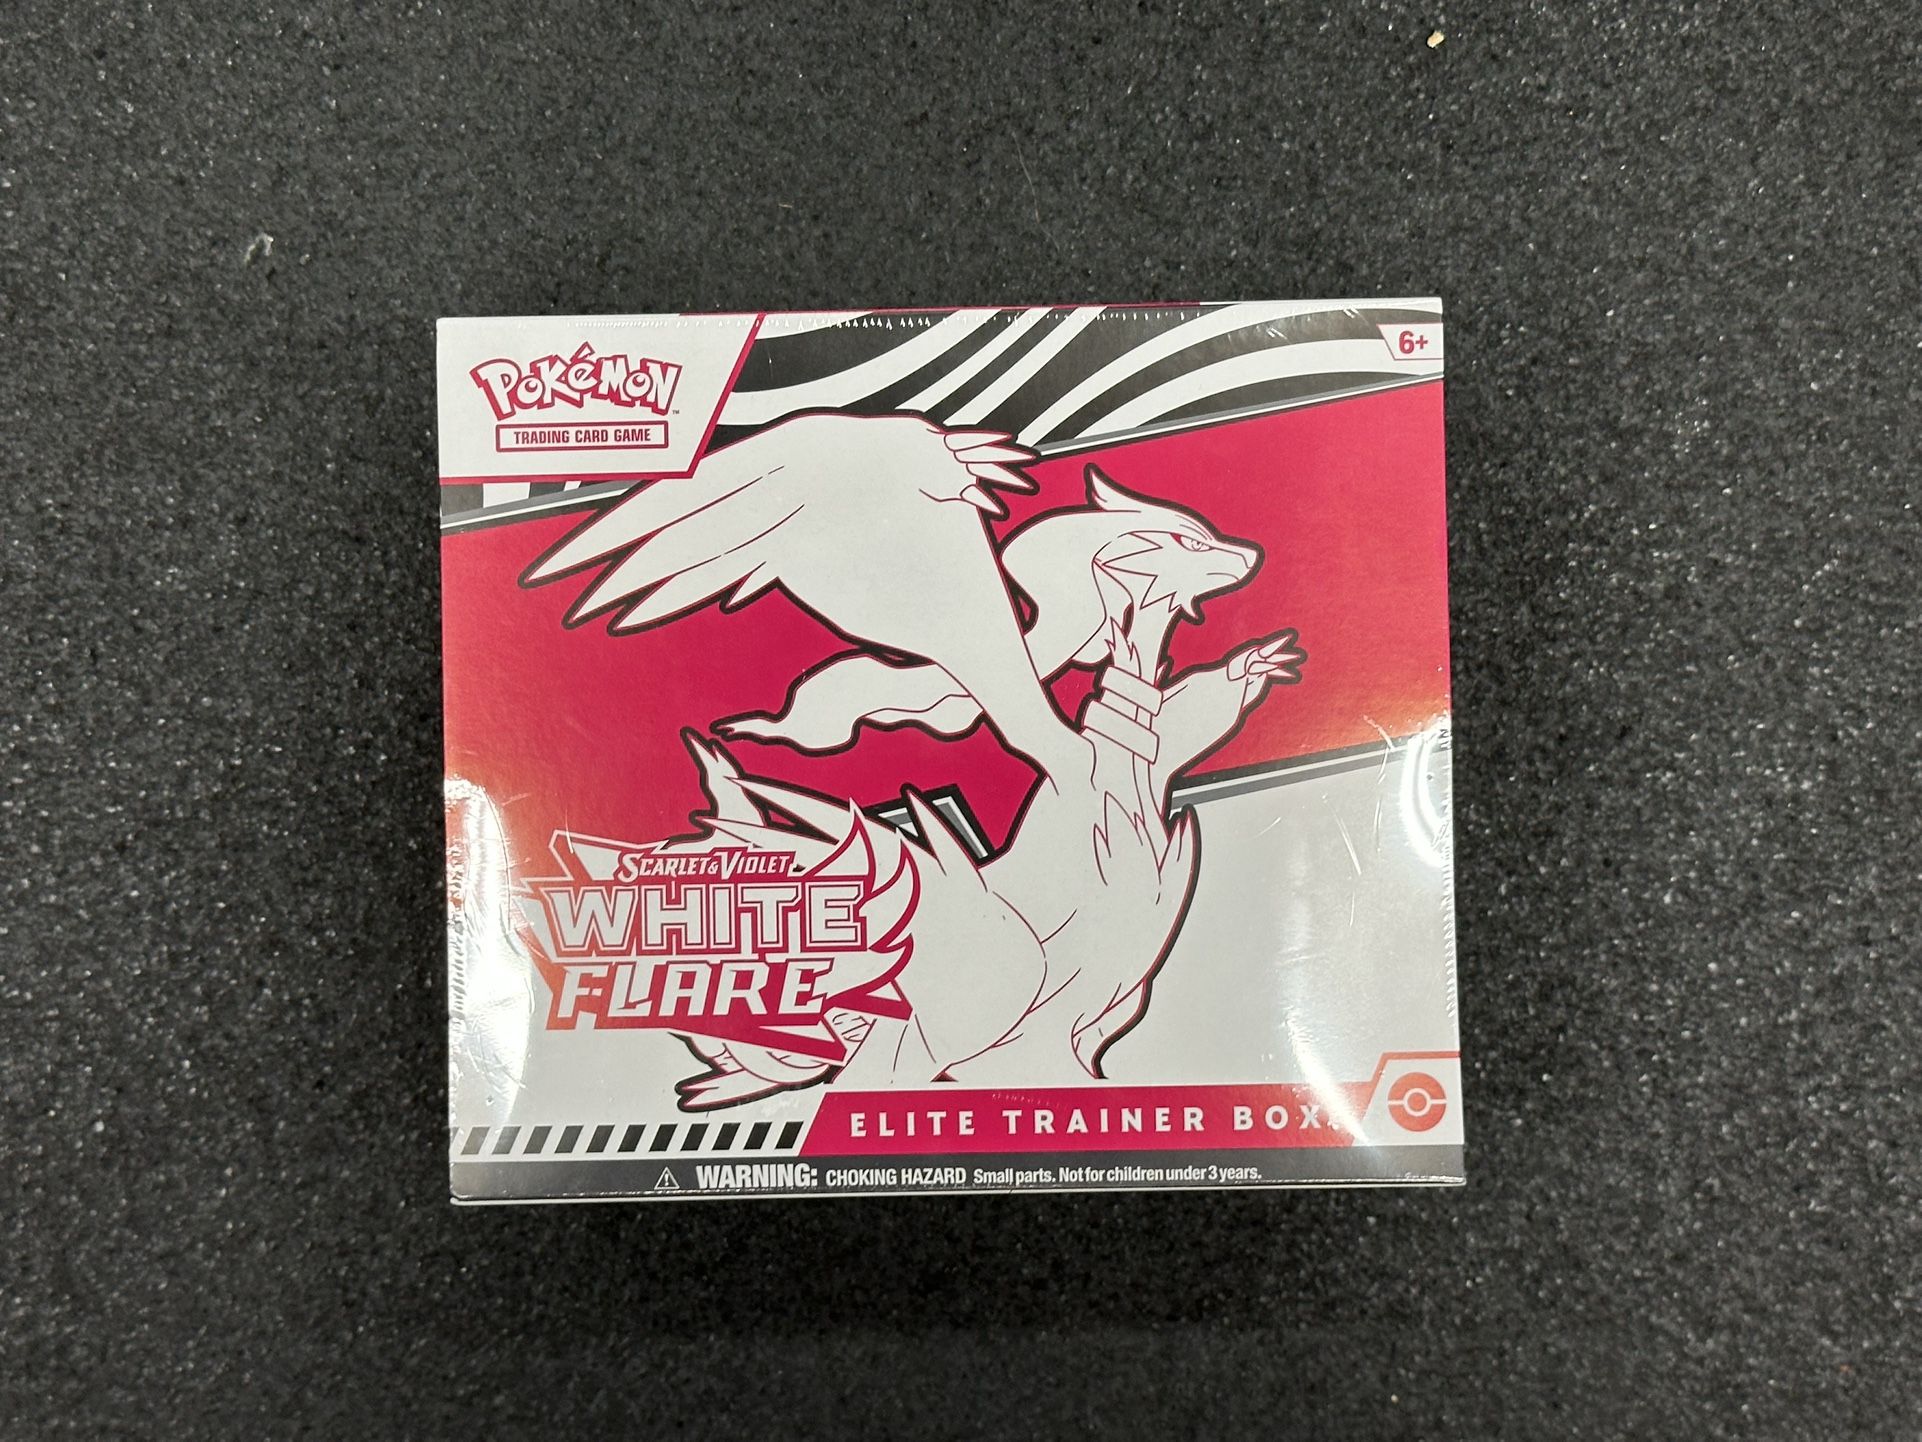 POKéMON™
TRADING CARD GAME
6+
SCARLET & VIOLET
WHITE
FLARE
ELITE TRAINER BOX
WARNING: CHOKING HAZARD Small parts. Not for children under 3 years.